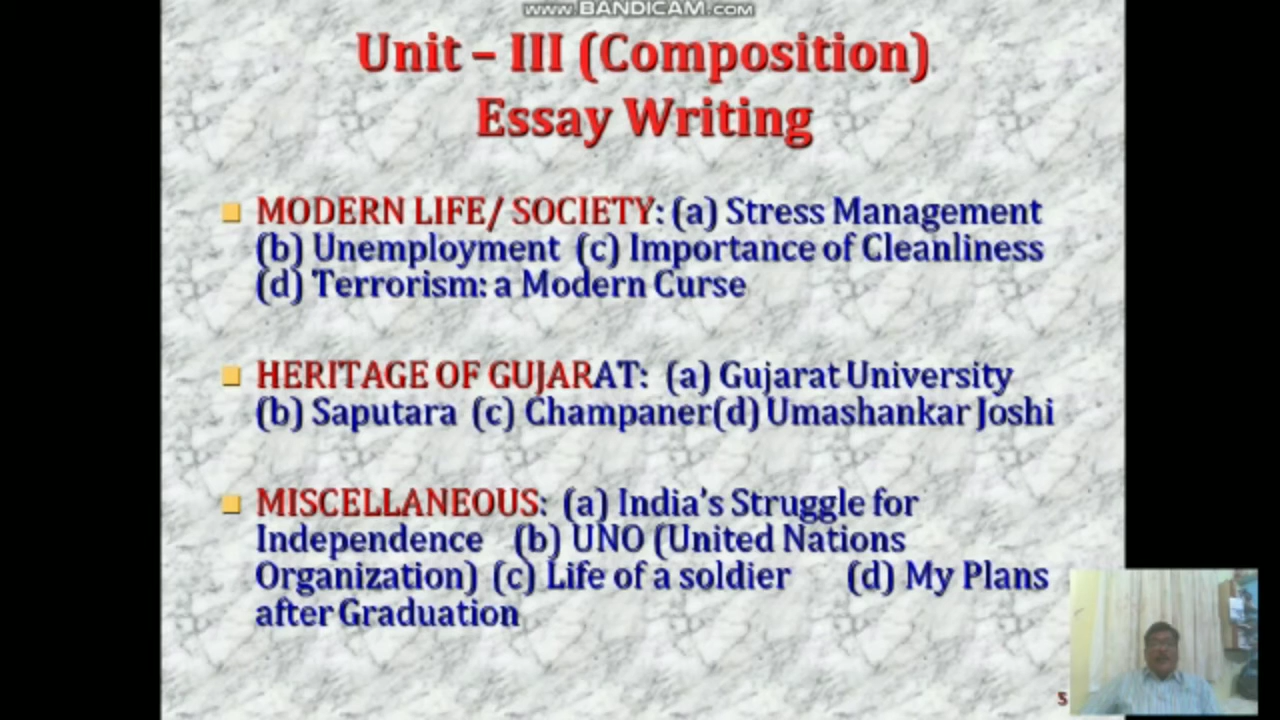 www.BANDICAM.com
Unit – III (Composition)
Essay Writing
MODERN LIFE/ SOCIETY: (a) Stress Management
(b) Unemployment (c) Importance of Cleanliness
(d) Terrorism: a Modern Curse
HERITAGE OF GUJARAT: (a) Gujarat University
(b) Saputara (c) Champaner(d) Umashankar Joshi
MISCELLANEOUS: (a) India's Struggle for
Independence (b) UNO (United Nations
Organization) (c) Life of a soldier (d) My Plans
after Graduation
5